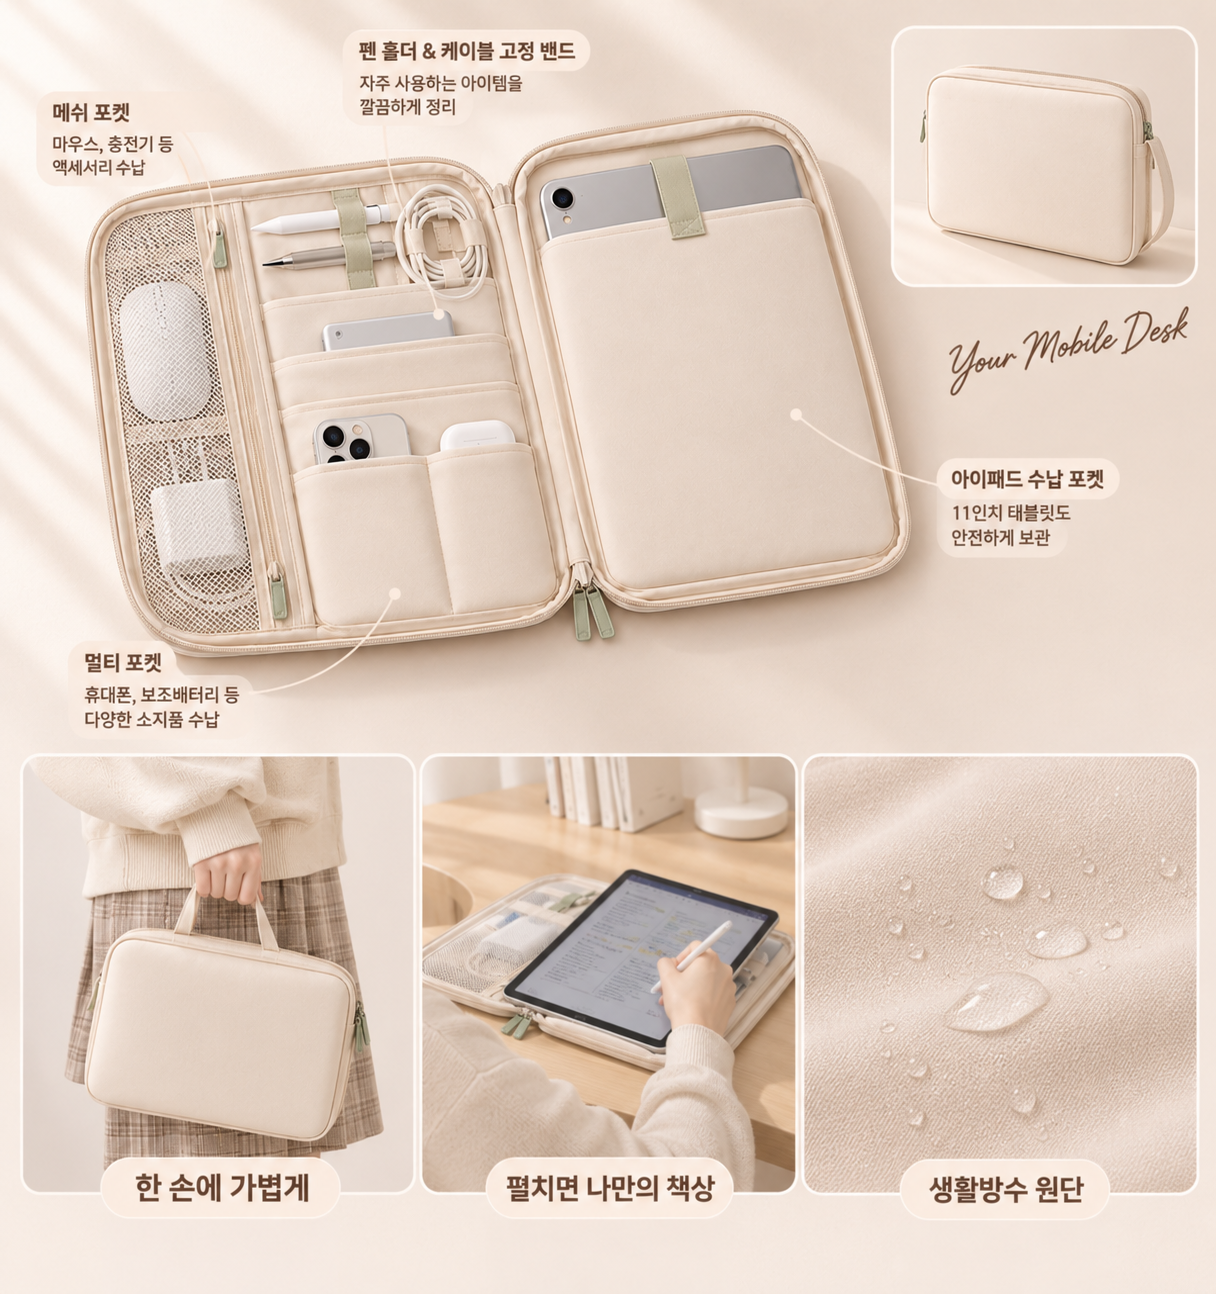 펜 홀더 & 케이블 고정 밴드
자주 사용하는 아이템을
깔끔하게 정리
메쉬 포켓
마우스, 충전기 등
액세서리 수납
Your Mobile Desk
아이패드 수납 포켓
11인치 태블릿도
안전하게 보관
멀티 포켓
휴대폰, 보조배터리 등
다양한 소지품 수납
한 손에 가볍게
펼치면 나만의 책상
생활방수 원단